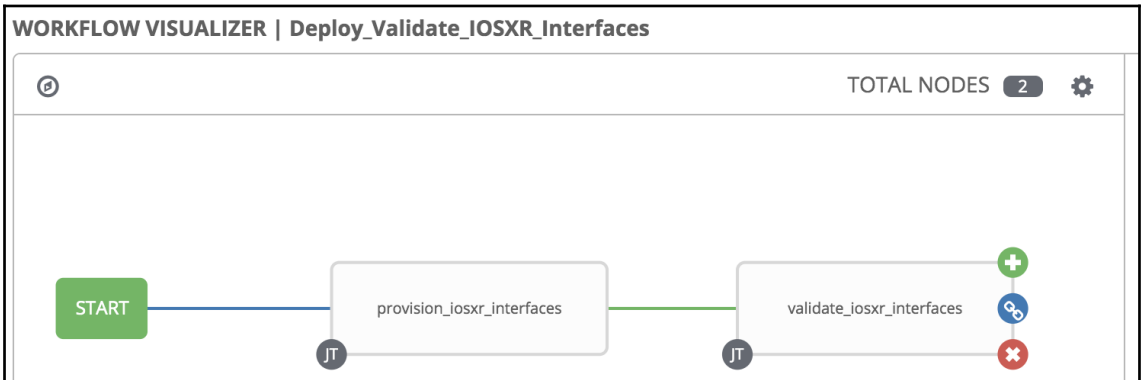 WORKFLOW VISUALIZER | Deploy_Validate_IOSXR_Interfaces
TOTAL NODES 2
START
provision_iosxr_interfaces
JT
validate_iosxr_interfaces
JT